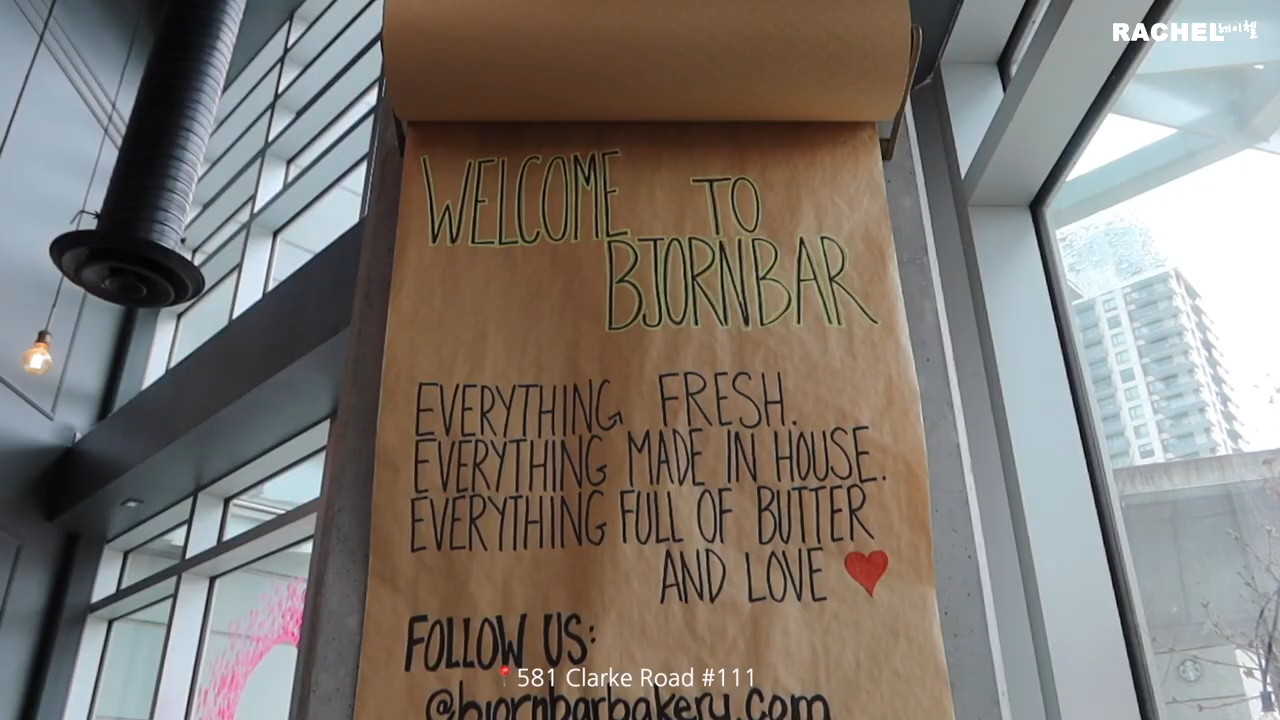 RACHEL레이첼
WELCOME TO
BJORNBAR
EVERYTHING FRESH.
EVERYTHING MADE IN HOUSE.
EVERYTHING FULL OF BUTTER
AND LOVE
FOLLOW US:
581 Clarke Road #111
@bjornbarbakery.com